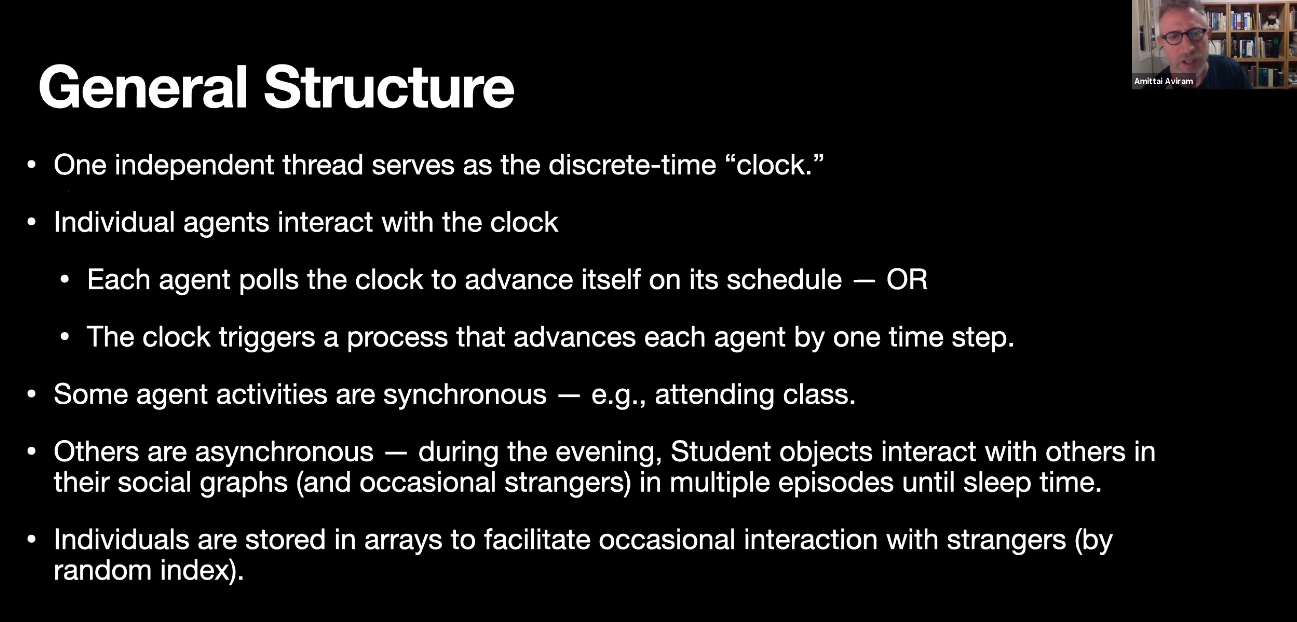 General Structure
Amittai Aviram
• One independent thread serves as the discrete-time “clock.”
• Individual agents interact with the clock
• Each agent polls the clock to advance itself on its schedule — OR
• The clock triggers a process that advances each agent by one time step.
• Some agent activities are synchronous — e.g., attending class.
• Others are asynchronous — during the evening, Student objects interact with others in
their social graphs (and occasional strangers) in multiple episodes until sleep time.
• Individuals are stored in arrays to facilitate occasional interaction with strangers (by
random index).